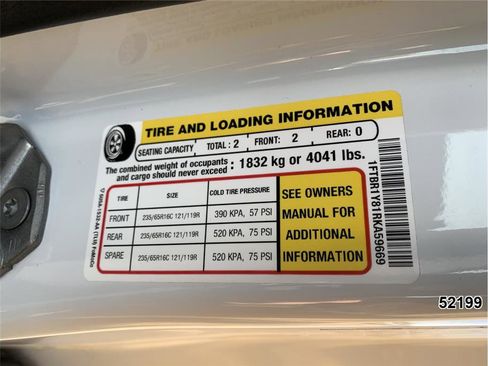 TIRE AND LOADING INFORMATION
SEATING CAPACITY TOTAL : 2 FRONT: 2 REAR: 0
The combined weight of occupants
and cargo should never exceed : 1832 kg or 4041 lbs.
TIRE SIZE COLD TIRE PRESSURE
FRONT 235/65R16C 121/119R 390 KPA, 57 PSI
REAR 235/65R16C 121/119R 520 KPA, 75 PSI
SPARE 235/65R16C 121/119R 520 KPA, 75 PSI
SEE OWNERS
MANUAL FOR
ADDITIONAL
INFORMATION
1FTBR1Y81RKA59669
52199